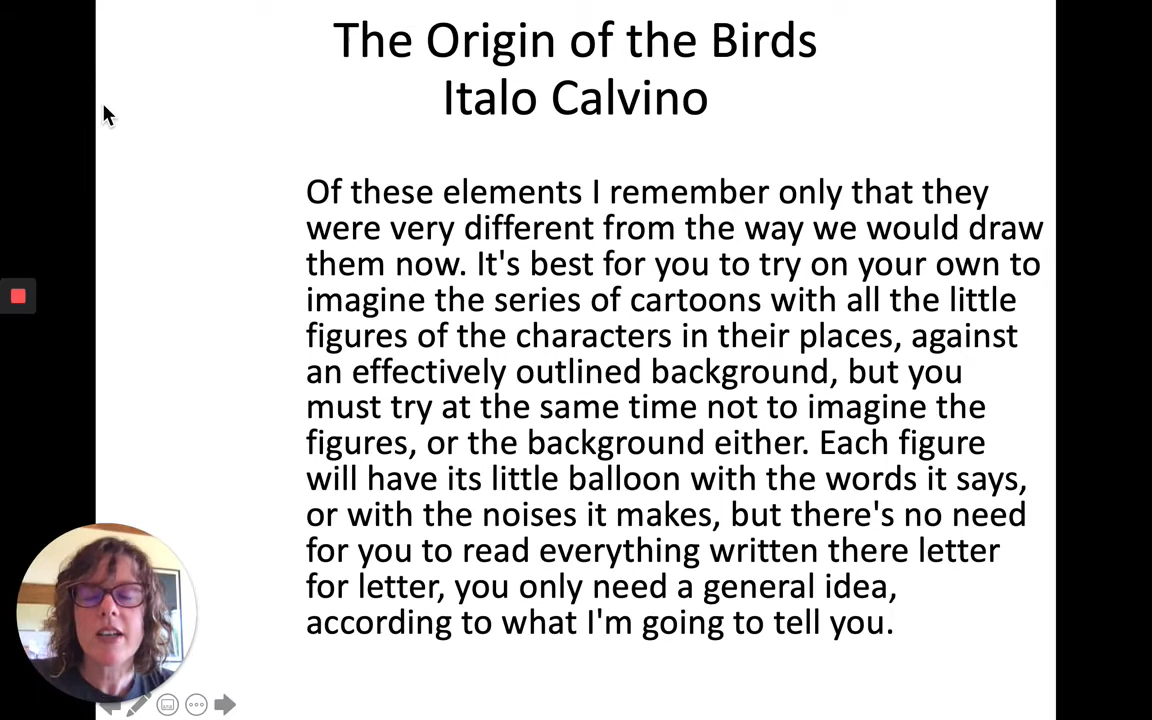 The Origin of the Birds
Italo Calvino
Of these elements I remember only that they
were very different from the way we would draw
them now. It's best for you to try on your own to
imagine the series of cartoons with all the little
figures of the characters in their places, against
an effectively outlined background, but you
must try at the same time not to imagine the
figures, or the background either. Each figure
will have its little balloon with the words it says,
or with the noises it makes, but there's no need
for you to read everything written there letter
for letter, you only need a general idea,
according to what I'm going to tell you.